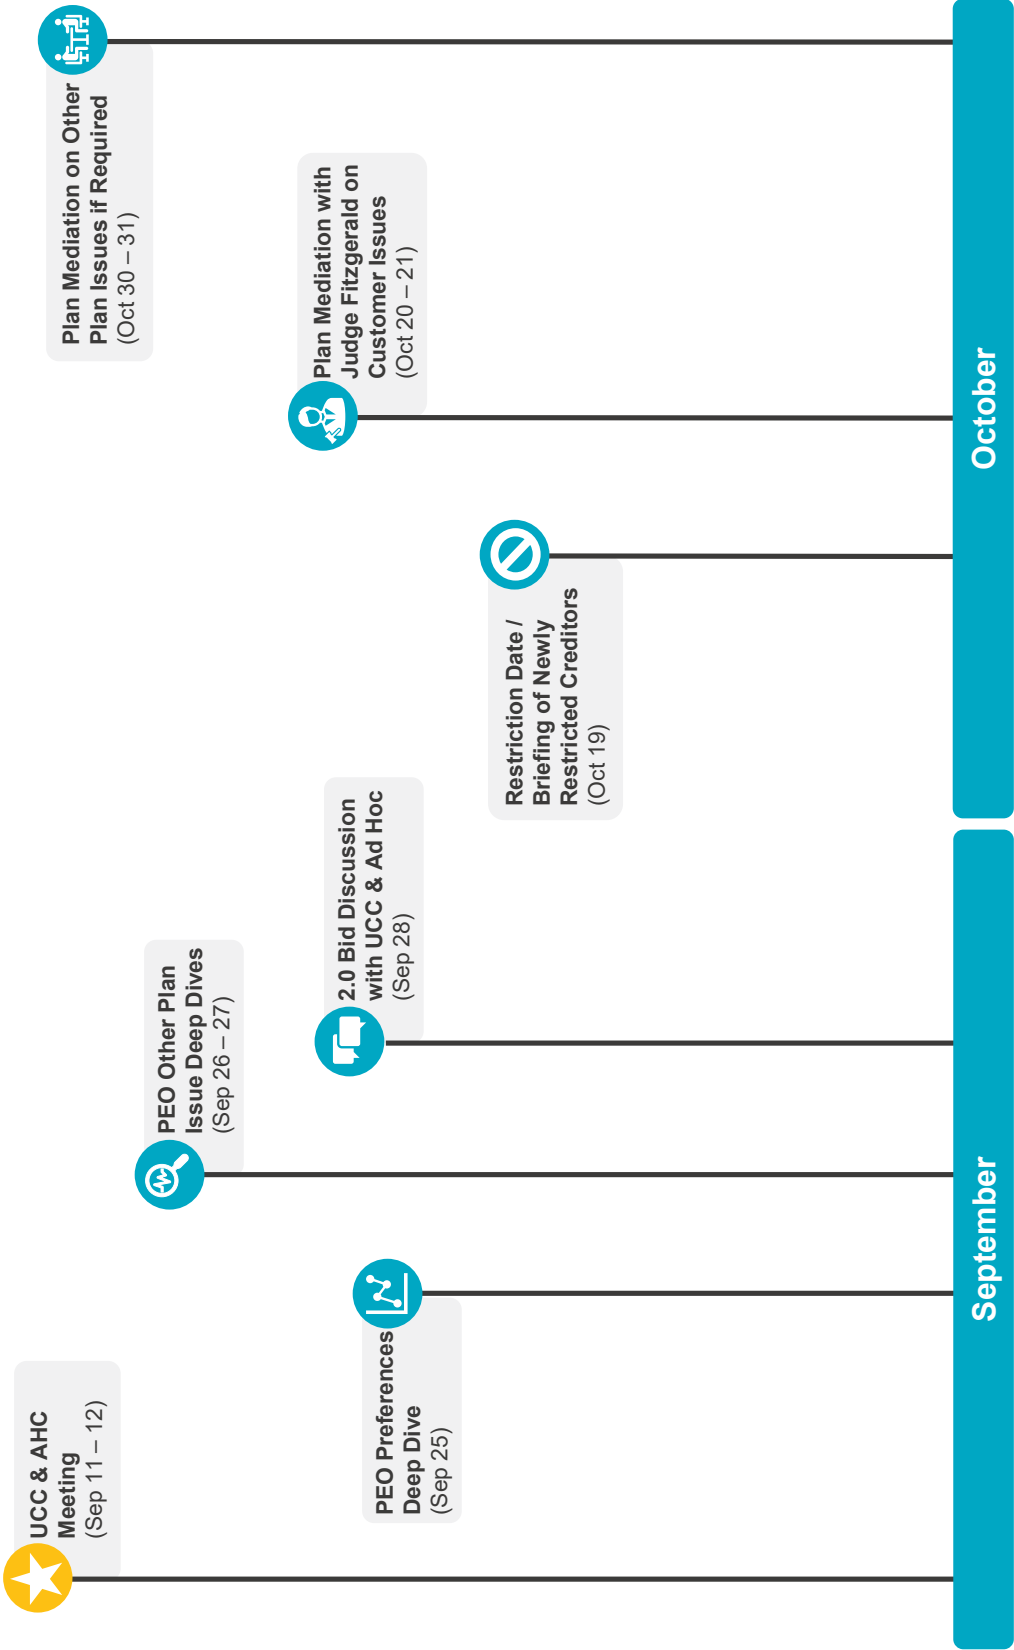 UCC & AHC
Meeting
(Sep 11 – 12)
PEO Preferences
Deep Dive
(Sep 25)
PEO Other Plan
Issue Deep Dives
(Sep 26 – 27)
2.0 Bid Discussion
with UCC & Ad Hoc
(Sep 28)
Restriction Date /
Briefing of Newly
Restricted Creditors
(Oct 19)
Plan Mediation with
Judge Fitzgerald on
Customer Issues
(Oct 20 – 21)
Plan Mediation on Other
Plan Issues if Required
(Oct 30 – 31)
September
October